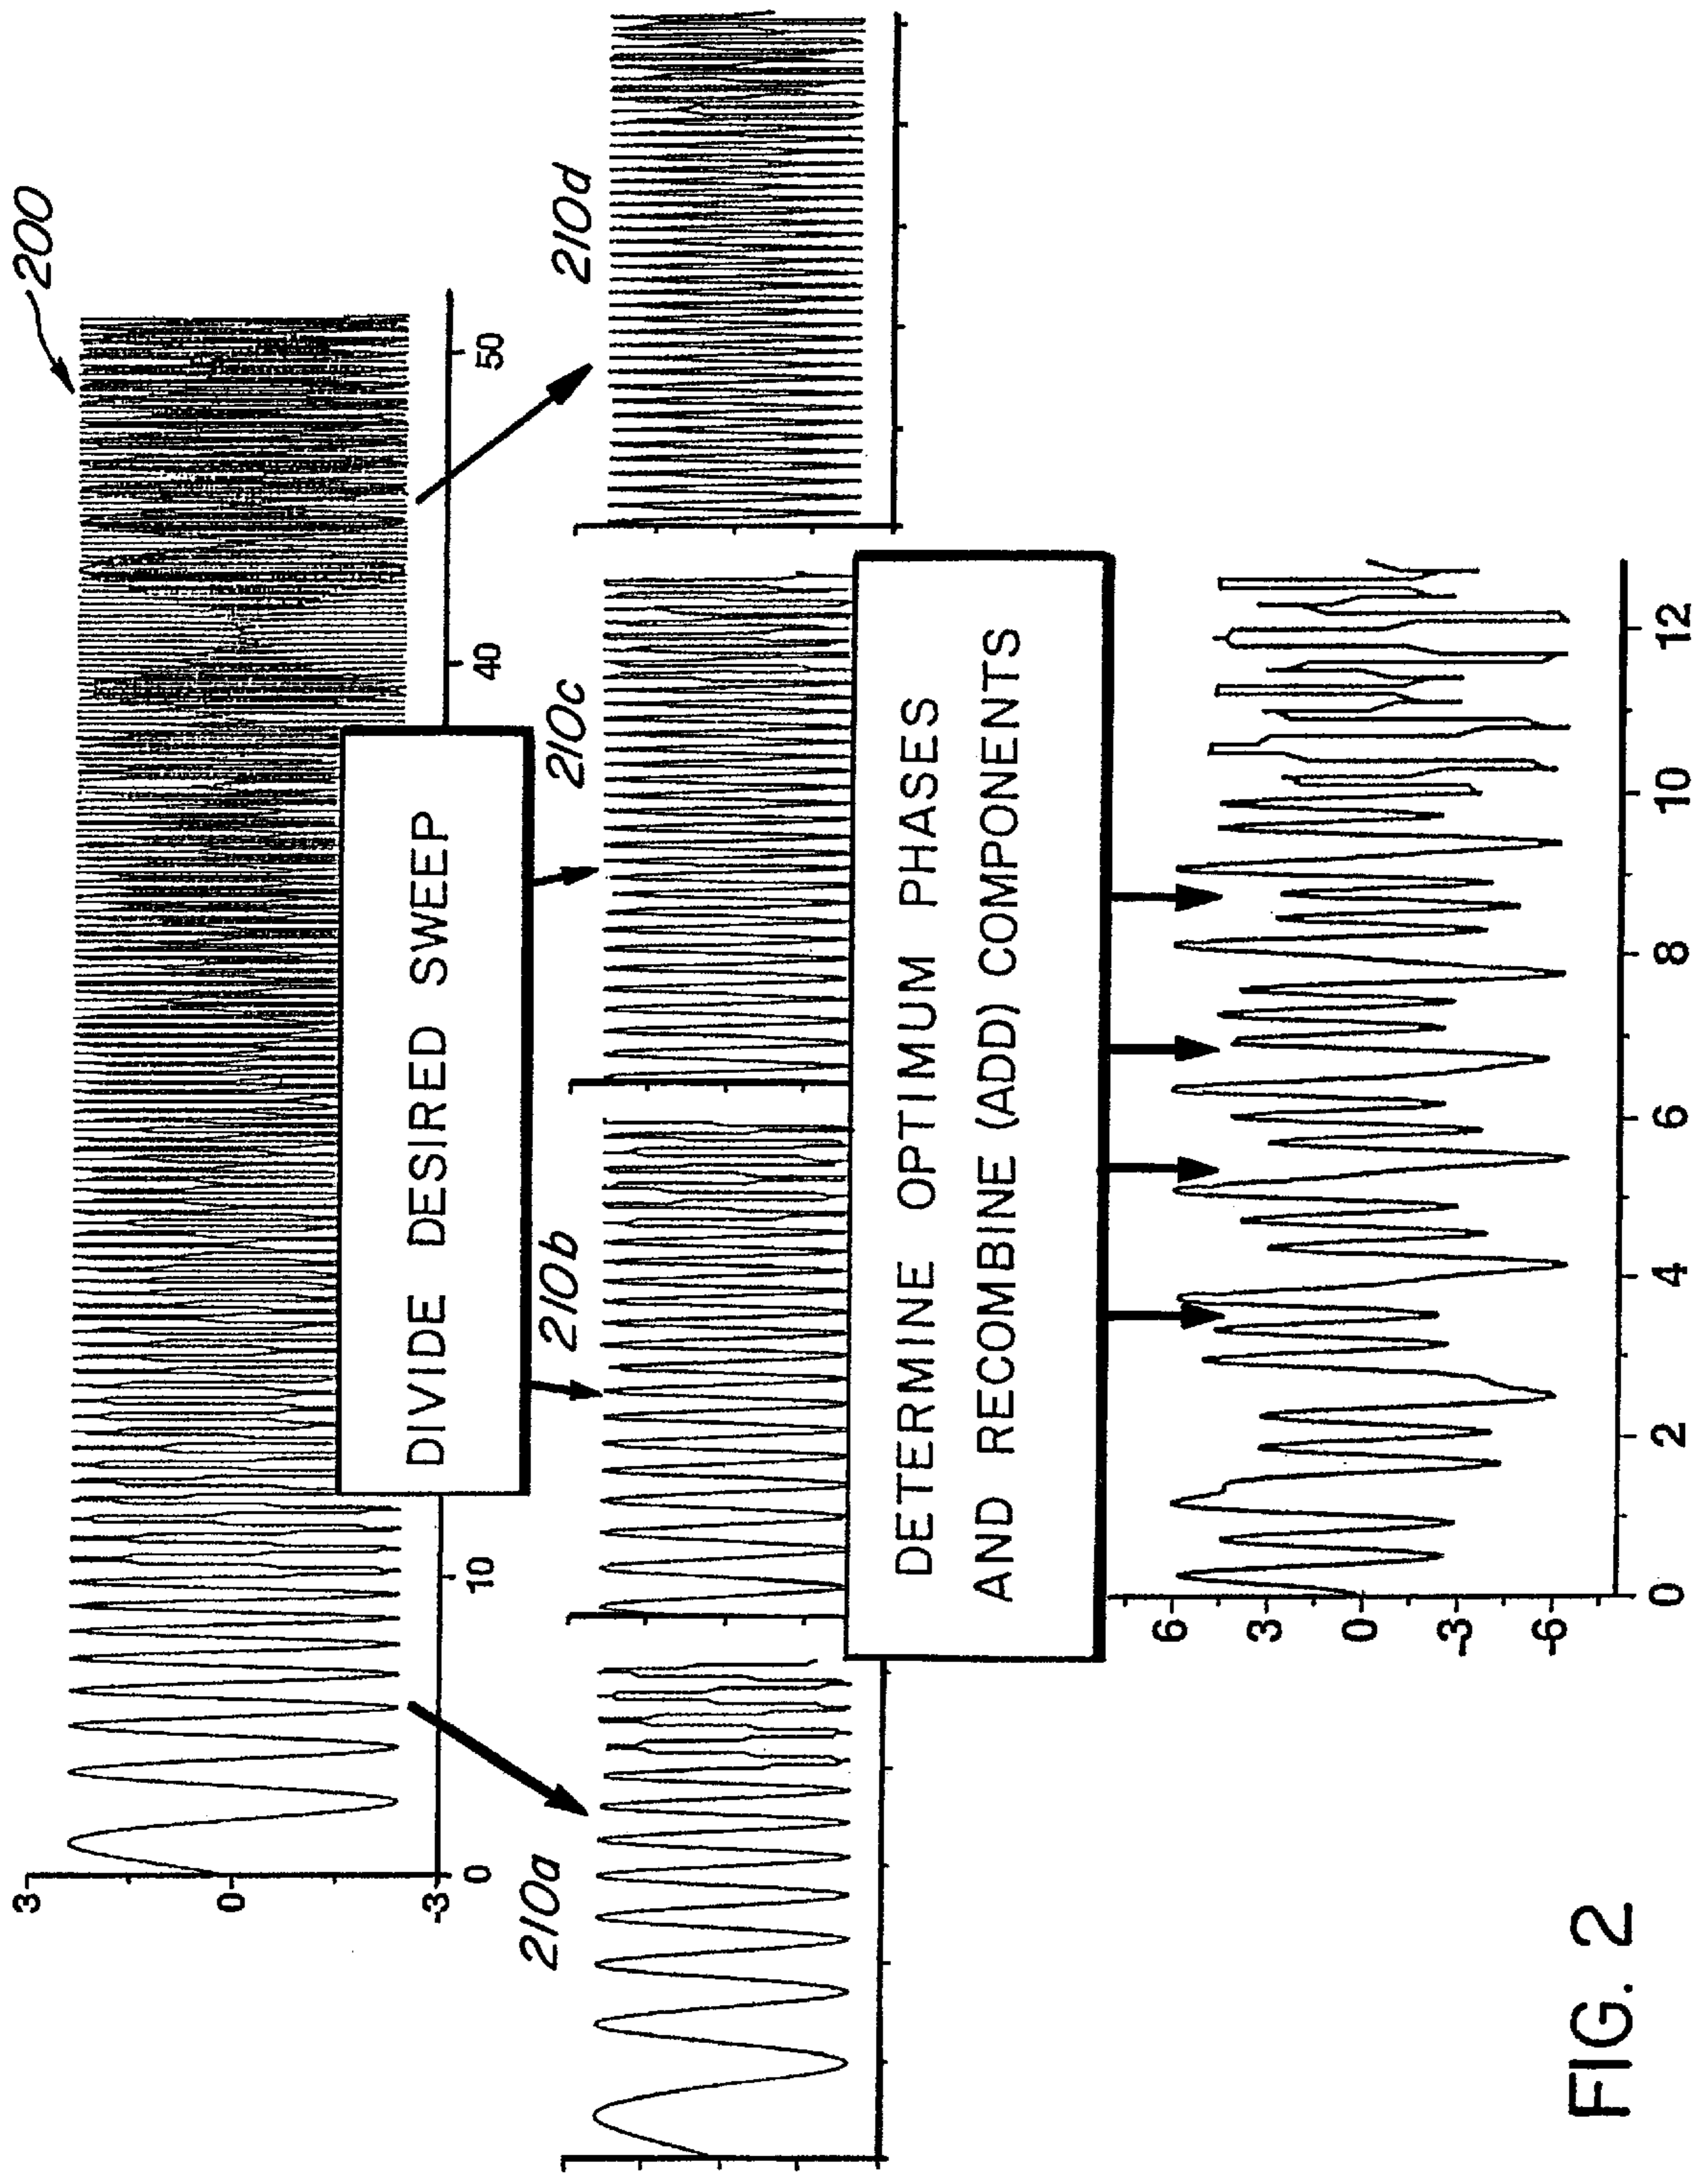 200
3
0
-3
0
10
40
50
DIVIDE DESIRED SWEEP
210a
210b
210c
210d
DETERMINE OPTIMUM PHASES
AND RECOMBINE (ADD) COMPONENTS
6
3
0
-3
-6
0
2
4
6
8
10
12
FIG. 2